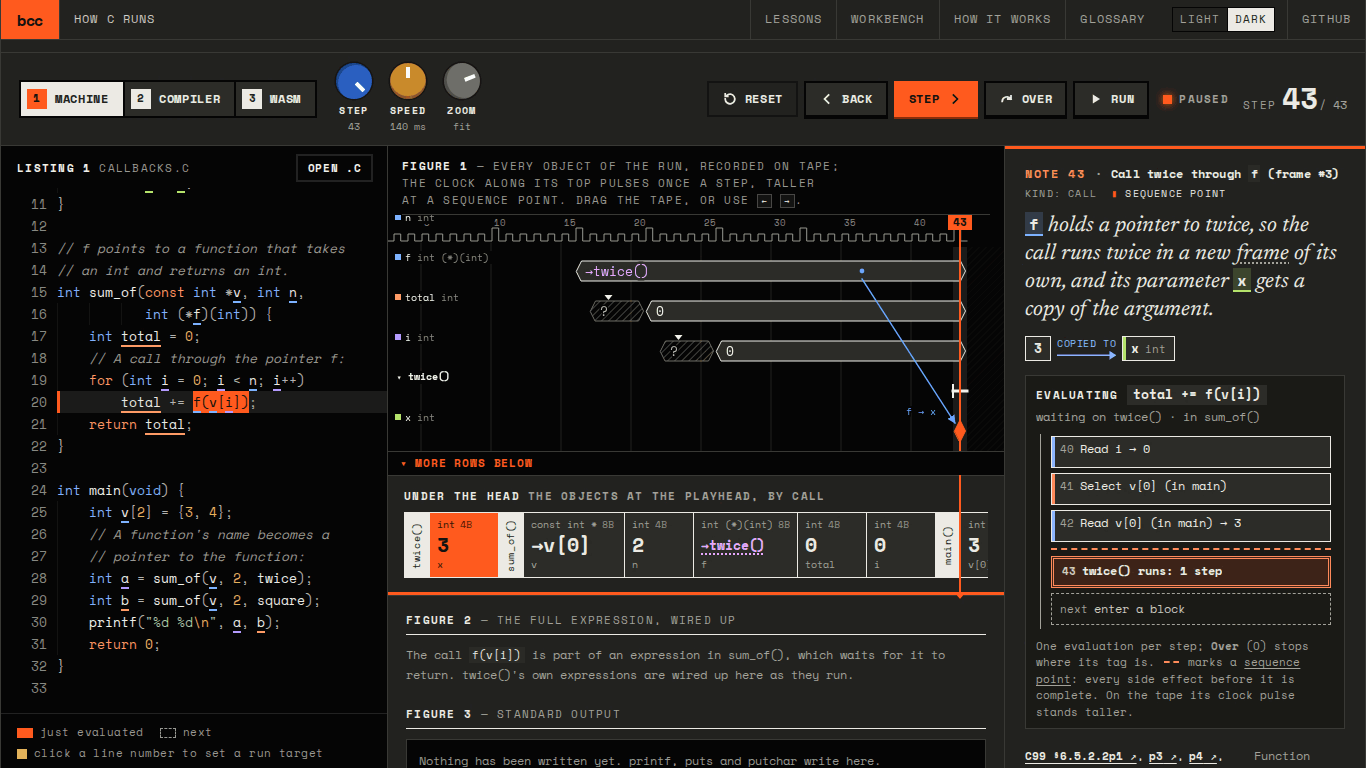 bcc HOW C RUNS LESSONS WORKBENCH HOW IT WORKS GLOSSARY LIGHT DARK GITHUB
1 MACHINE 2 COMPILER 3 WASM
STEP SPEED ZOOM
43 140 ms fit
RESET BACK STEP OVER RUN PAUSED STEP 43 / 43
LISTING 1 CALLBACKS.C OPEN .C
11 }
12
13 // f points to a function that takes
14 // an int and returns an int.
15 int sum_of(const int *v, int n,
16 int (*f)(int)) {
17 int total = 0;
18 // A call through the pointer f:
19 for (int i = 0; i < n; i++)
20 total += f(v[i]);
21 return total;
22 }
23
24 int main(void) {
25 int v[2] = {3, 4};
26 // A function's name becomes a
27 // pointer to the function:
28 int a = sum_of(v, 2, twice);
29 int b = sum_of(v, 2, square);
30 printf("%d %d\n", a, b);
31 return 0;
32 }
33
just evaluated next
click a line number to set a run target
FIGURE 1 — EVERY OBJECT OF THE RUN, RECORDED ON TAPE;
THE CLOCK ALONG ITS TOP PULSES ONCE A STEP, TALLER
AT A SEQUENCE POINT. DRAG THE TAPE, OR USE ← →.
n int 10 15 20 25 30 35 40 43
f int (*)(int) →twice()
total int ? 0
i int ? 0
▾ twice()
x int f → x
▾ MORE ROWS BELOW
UNDER THE HEAD THE OBJECTS AT THE PLAYHEAD, BY CALL
twice() int 4B 3 x
sum_of() const int * 8B →v[0] v
int 4B 2 n
int (*)(int) 8B →twice() f
int 4B 0 total
int 4B 0 i
main() int 3 v[0
FIGURE 2 — THE FULL EXPRESSION, WIRED UP
The call f(v[i]) is part of an expression in sum_of(), which waits for it to
return. twice()'s own expressions are wired up here as they run.
FIGURE 3 — STANDARD OUTPUT
Nothing has been written yet. printf, puts and putchar write here.
NOTE 43 · Call twice through f (frame #3)
KIND: CALL SEQUENCE POINT
f holds a pointer to twice, so the
call runs twice in a new frame of its
own, and its parameter x gets a
copy of the argument.
3 COPIED TO x int
EVALUATING total += f(v[i])
waiting on twice() · in sum_of()
40 Read i → 0
41 Select v[0] (in main)
42 Read v[0] (in main) → 3
43 twice() runs: 1 step
next enter a block
One evaluation per step; Over (O) stops
where its tag is. -- marks a sequence
point: every side effect before it is
complete. On the tape its clock pulse
stands taller.
C99 §6.5.2.2p1 ↗, p3 ↗, p4 ↗, Function